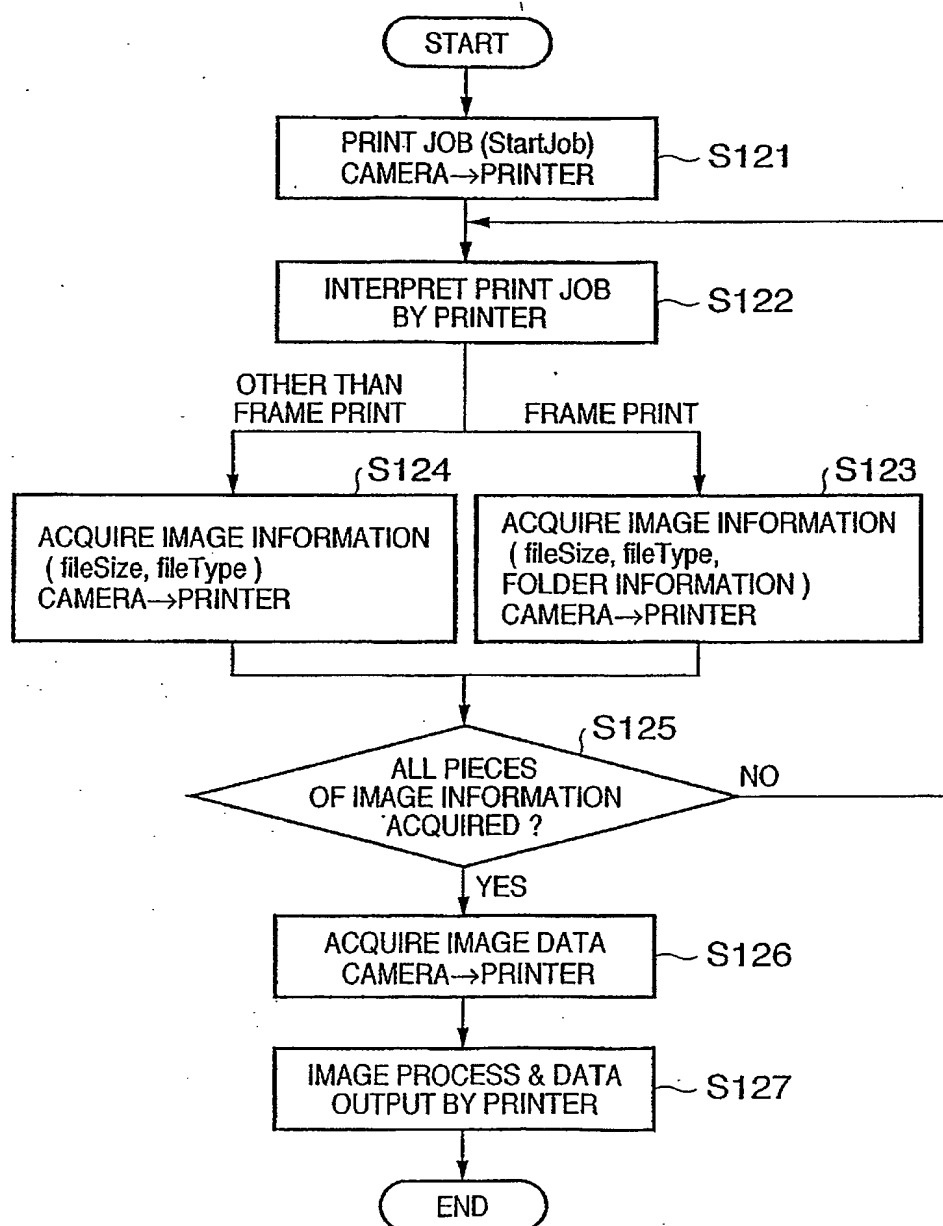 START
PRINT JOB (StartJob)
CAMERA→PRINTER
S121
INTERPRET PRINT JOB
BY PRINTER
S122
OTHER THAN
FRAME PRINT
FRAME PRINT
S124
ACQUIRE IMAGE INFORMATION
( fileSize, fileType )
CAMERA→PRINTER
S123
ACQUIRE IMAGE INFORMATION
( fileSize, fileType,
FOLDER INFORMATION )
CAMERA→PRINTER
S125
ALL PIECES
OF IMAGE INFORMATION
ACQUIRED ?
NO
YES
ACQUIRE IMAGE DATA
CAMERA→PRINTER
S126
IMAGE PROCESS & DATA
OUTPUT BY PRINTER
S127
END